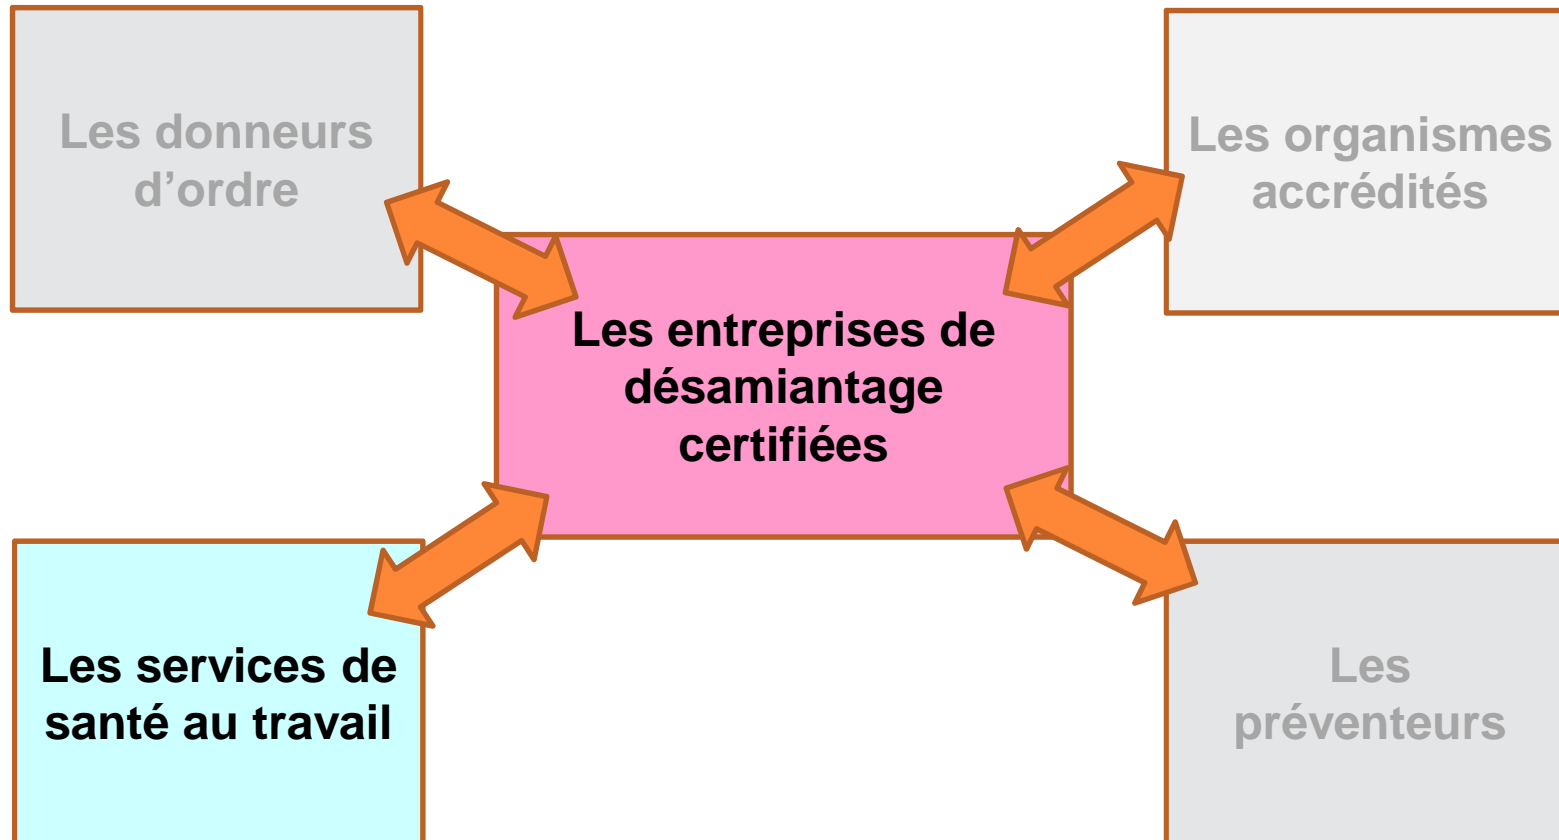 Les donneurs
d’ordre
Les organismes
accrédités
Les entreprises de
désamiantage
certifiées
Les services de
santé au travail
Les
préventeurs